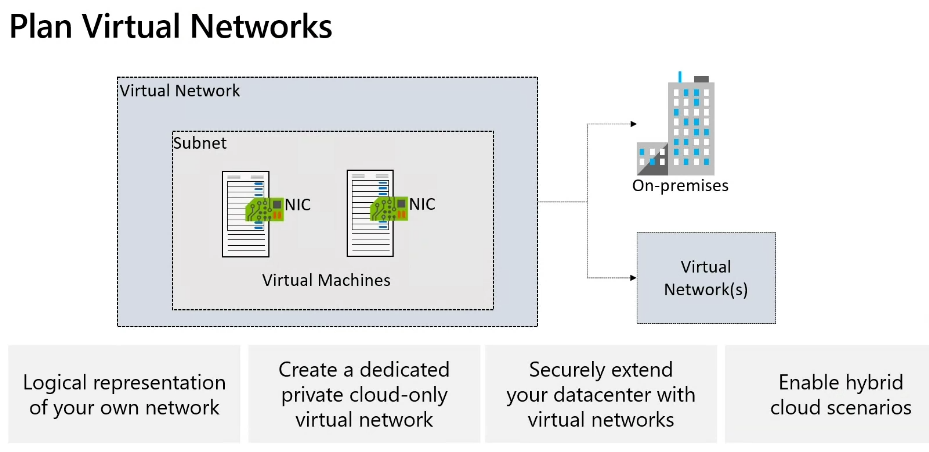 Plan Virtual Networks
Virtual Network
Subnet
NIC
NIC
Virtual Machines
On-premises
Virtual
Network(s)
Logical representation
of your own network
Create a dedicated
private cloud-only
virtual network
Securely extend
your datacenter with
virtual networks
Enable hybrid
cloud scenarios